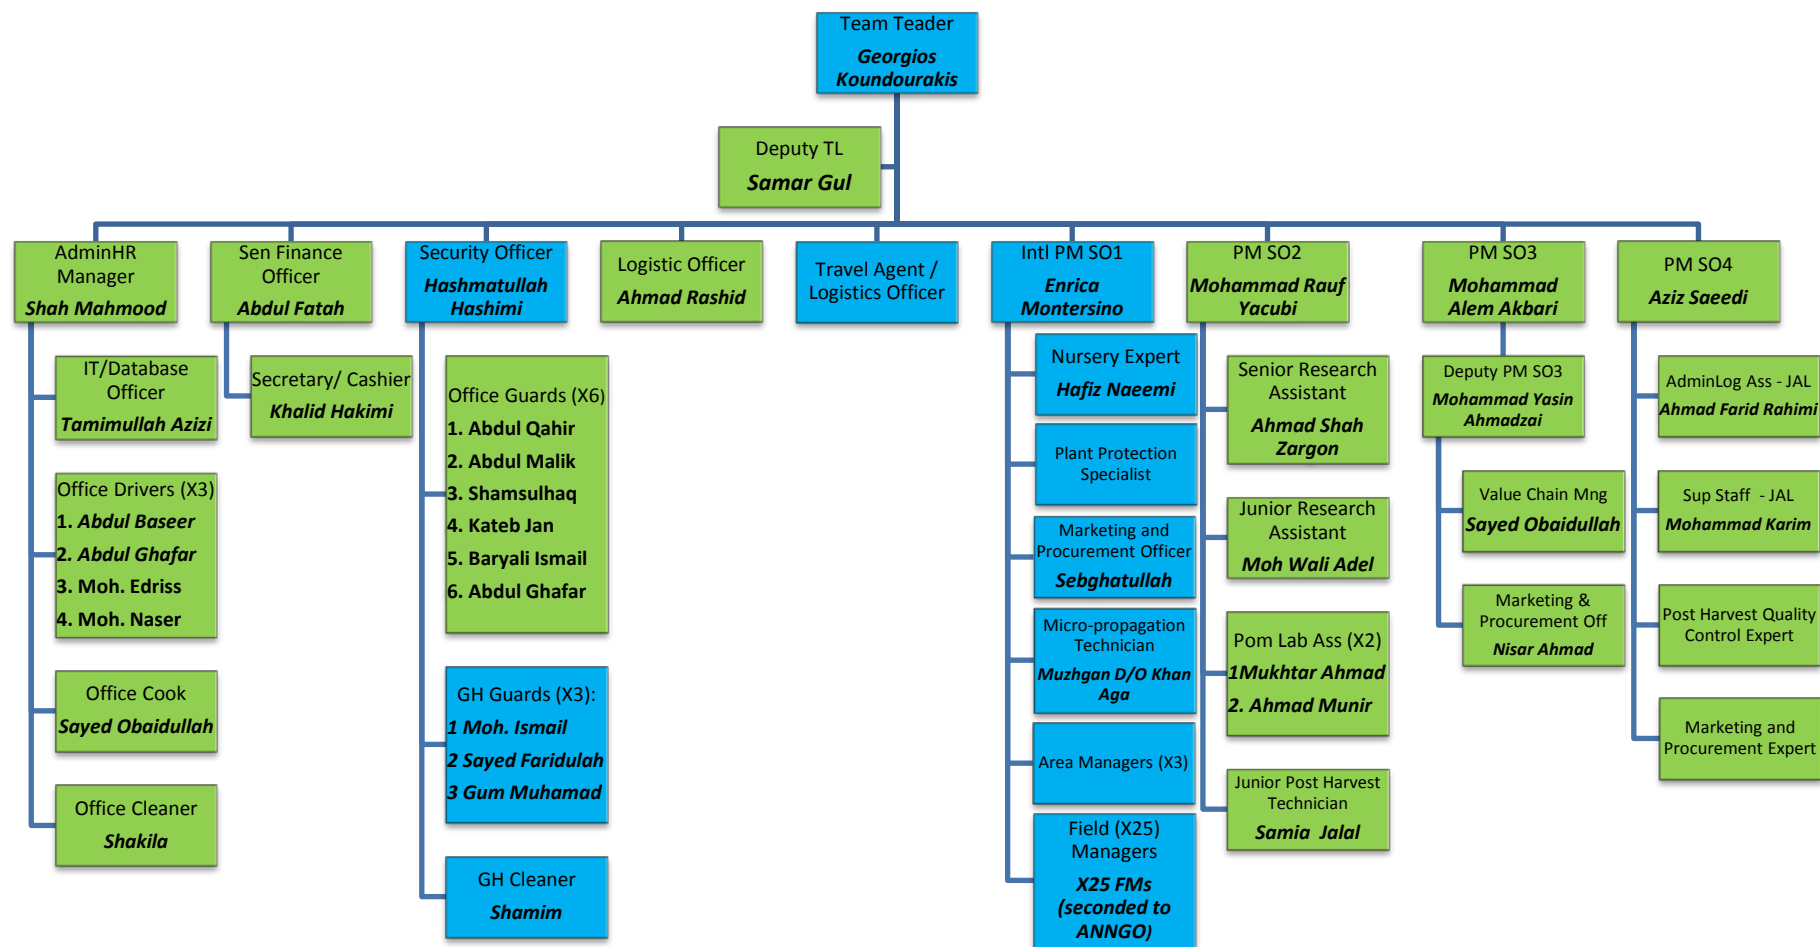 Team Teader
Georgios
Koundourakis
Deputy TL
Samar Gul
AdminHR
Manager
Shah Mahmood
Sen Finance
Officer
Abdul Fatah
Security Officer
Hashmatullah
Hashimi
Logistic Officer
Ahmad Rashid
Travel Agent /
Logistics Officer
Intl PM SO1
Enrica
Montersino
PM SO2
Mohammad Rauf
Yacubi
PM SO3
Mohammad
Alem Akbari
PM SO4
Aziz Saeedi
IT/Database
Officer
Tamimullah Azizi
Office Drivers (X3)
1. Abdul Baseer
2. Abdul Ghafar
3. Moh. Edriss
4. Moh. Naser
Office Cook
Sayed Obaidullah
Office Cleaner
Shakila
Secretary/ Cashier
Khalid Hakimi
Office Guards (X6)
1. Abdul Qahir
2. Abdul Malik
3. Shamsulhaq
4. Kateb Jan
5. Baryali Ismail
6. Abdul Ghafar
GH Guards (X3):
1 Moh. Ismail
2 Sayed Faridulah
3 Gum Muhamad
GH Cleaner
Shamim
Nursery Expert
Hafiz Naeemi
Plant Protection
Specialist
Marketing and
Procurement Officer
Sebghatullah
Micro-propagation
Technician
Muzhgan D/O Khan
Aga
Area Managers (X3)
Field (X25)
Managers
X25 FMs
(seconded to
ANNGO)
Senior Research
Assistant
Ahmad Shah
Zargon
Junior Research
Assistant
Moh Wali Adel
Pom Lab Ass (X2)
1Mukhtar Ahmad
2. Ahmad Munir
Junior Post Harvest
Technician
Samia Jalal
Deputy PM SO3
Mohammad Yasin
Ahmadzai
Value Chain Mng
Sayed Obaidullah
Marketing &
Procurement Off
Nisar Ahmad
AdminLog Ass - JAL
Ahmad Farid Rahimi
Sup Staff - JAL
Mohammad Karim
Post Harvest Quality
Control Expert
Marketing and
Procurement Expert